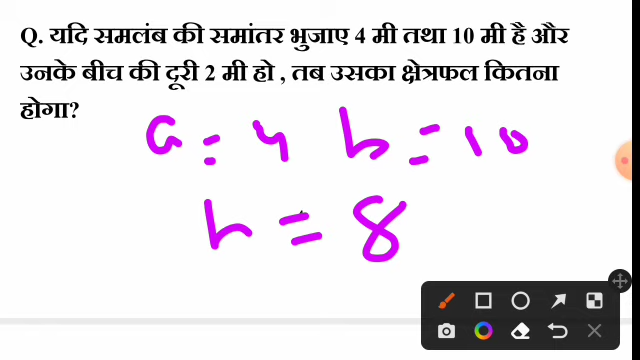 Q. यदि समलंब की समांतर भुजाए 4 मी तथा 10 मी है और
उनके बीच की दूरी 2 मी हो , तब उसका क्षेत्रफल कितना
होगा?
a = 4 b = 10
h = 8